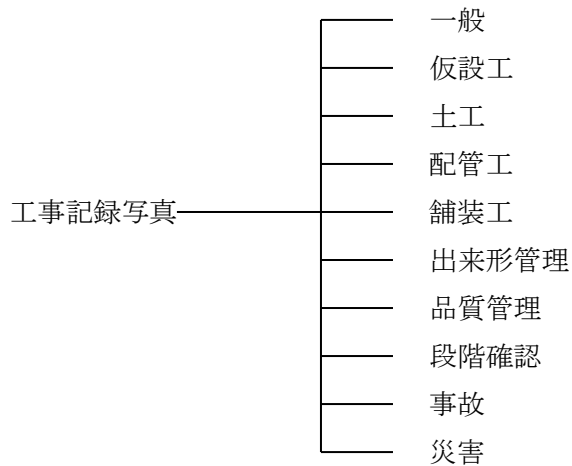 一般
仮設工
土工
配管工
工事記録写真
舗装工
出来形管理
品質管理
段階確認
事故
災害